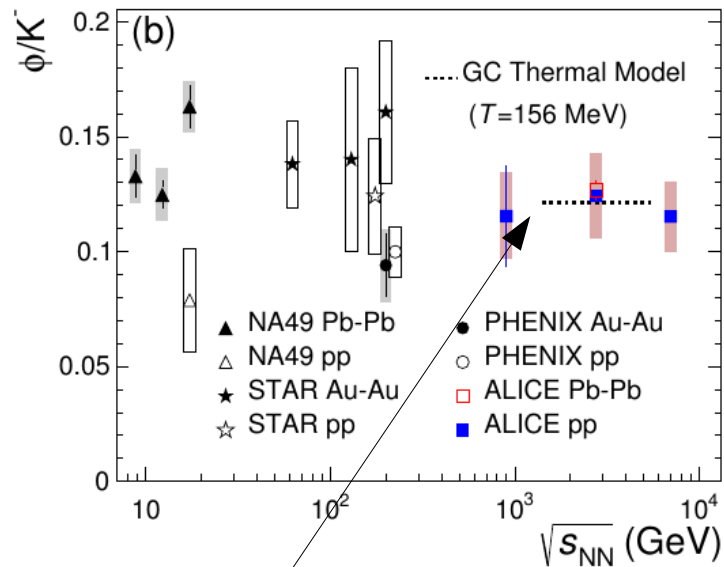 0.2
(b)
GC Thermal Model
(T=156 MeV)
0.15
ϕ/K⁻
0.1
NA49 Pb-Pb
PHENIX Au-Au
NA49 pp
PHENIX pp
0.05
STAR Au-Au
ALICE Pb-Pb
STAR pp
ALICE pp
0
10
10²
10³
10⁴
√sNN (GeV)